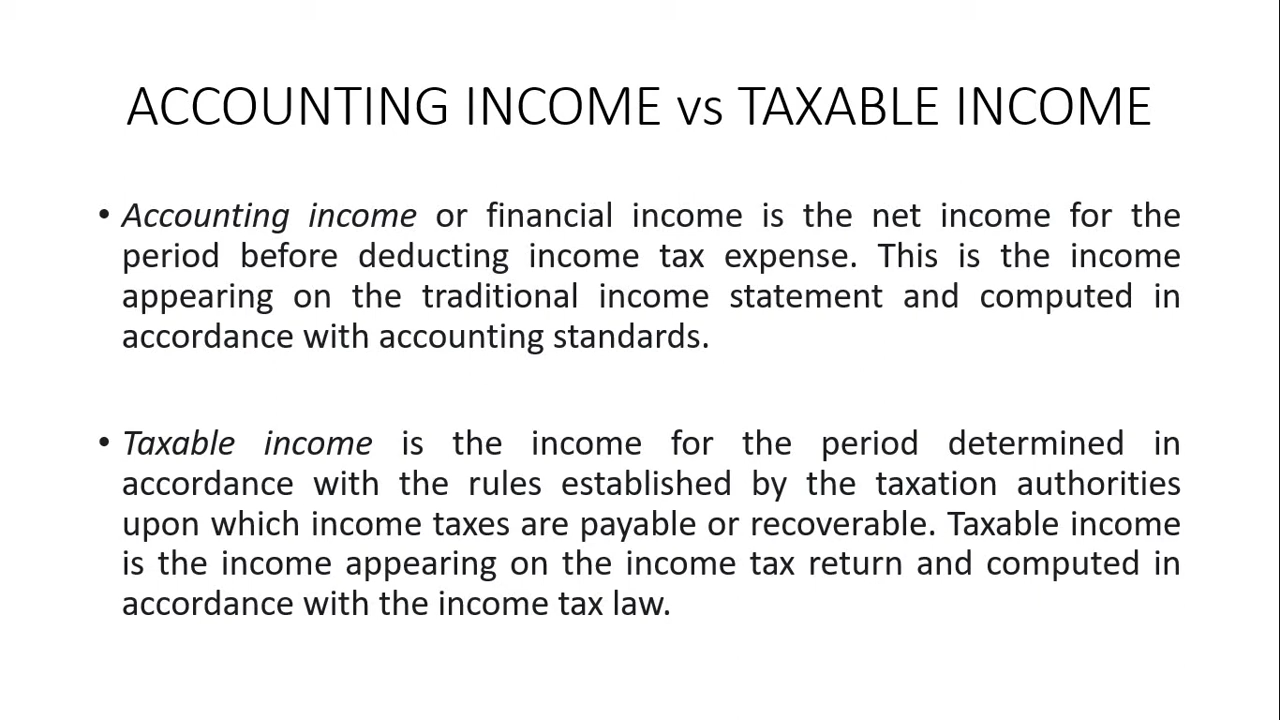 ACCOUNTING INCOME vs TAXABLE INCOME
• Accounting income or financial income is the net income for the
period before deducting income tax expense. This is the income
appearing on the traditional income statement and computed in
accordance with accounting standards.
• Taxable income is the income for the period determined in
accordance with the rules established by the taxation authorities
upon which income taxes are payable or recoverable. Taxable income
is the income appearing on the income tax return and computed in
accordance with the income tax law.